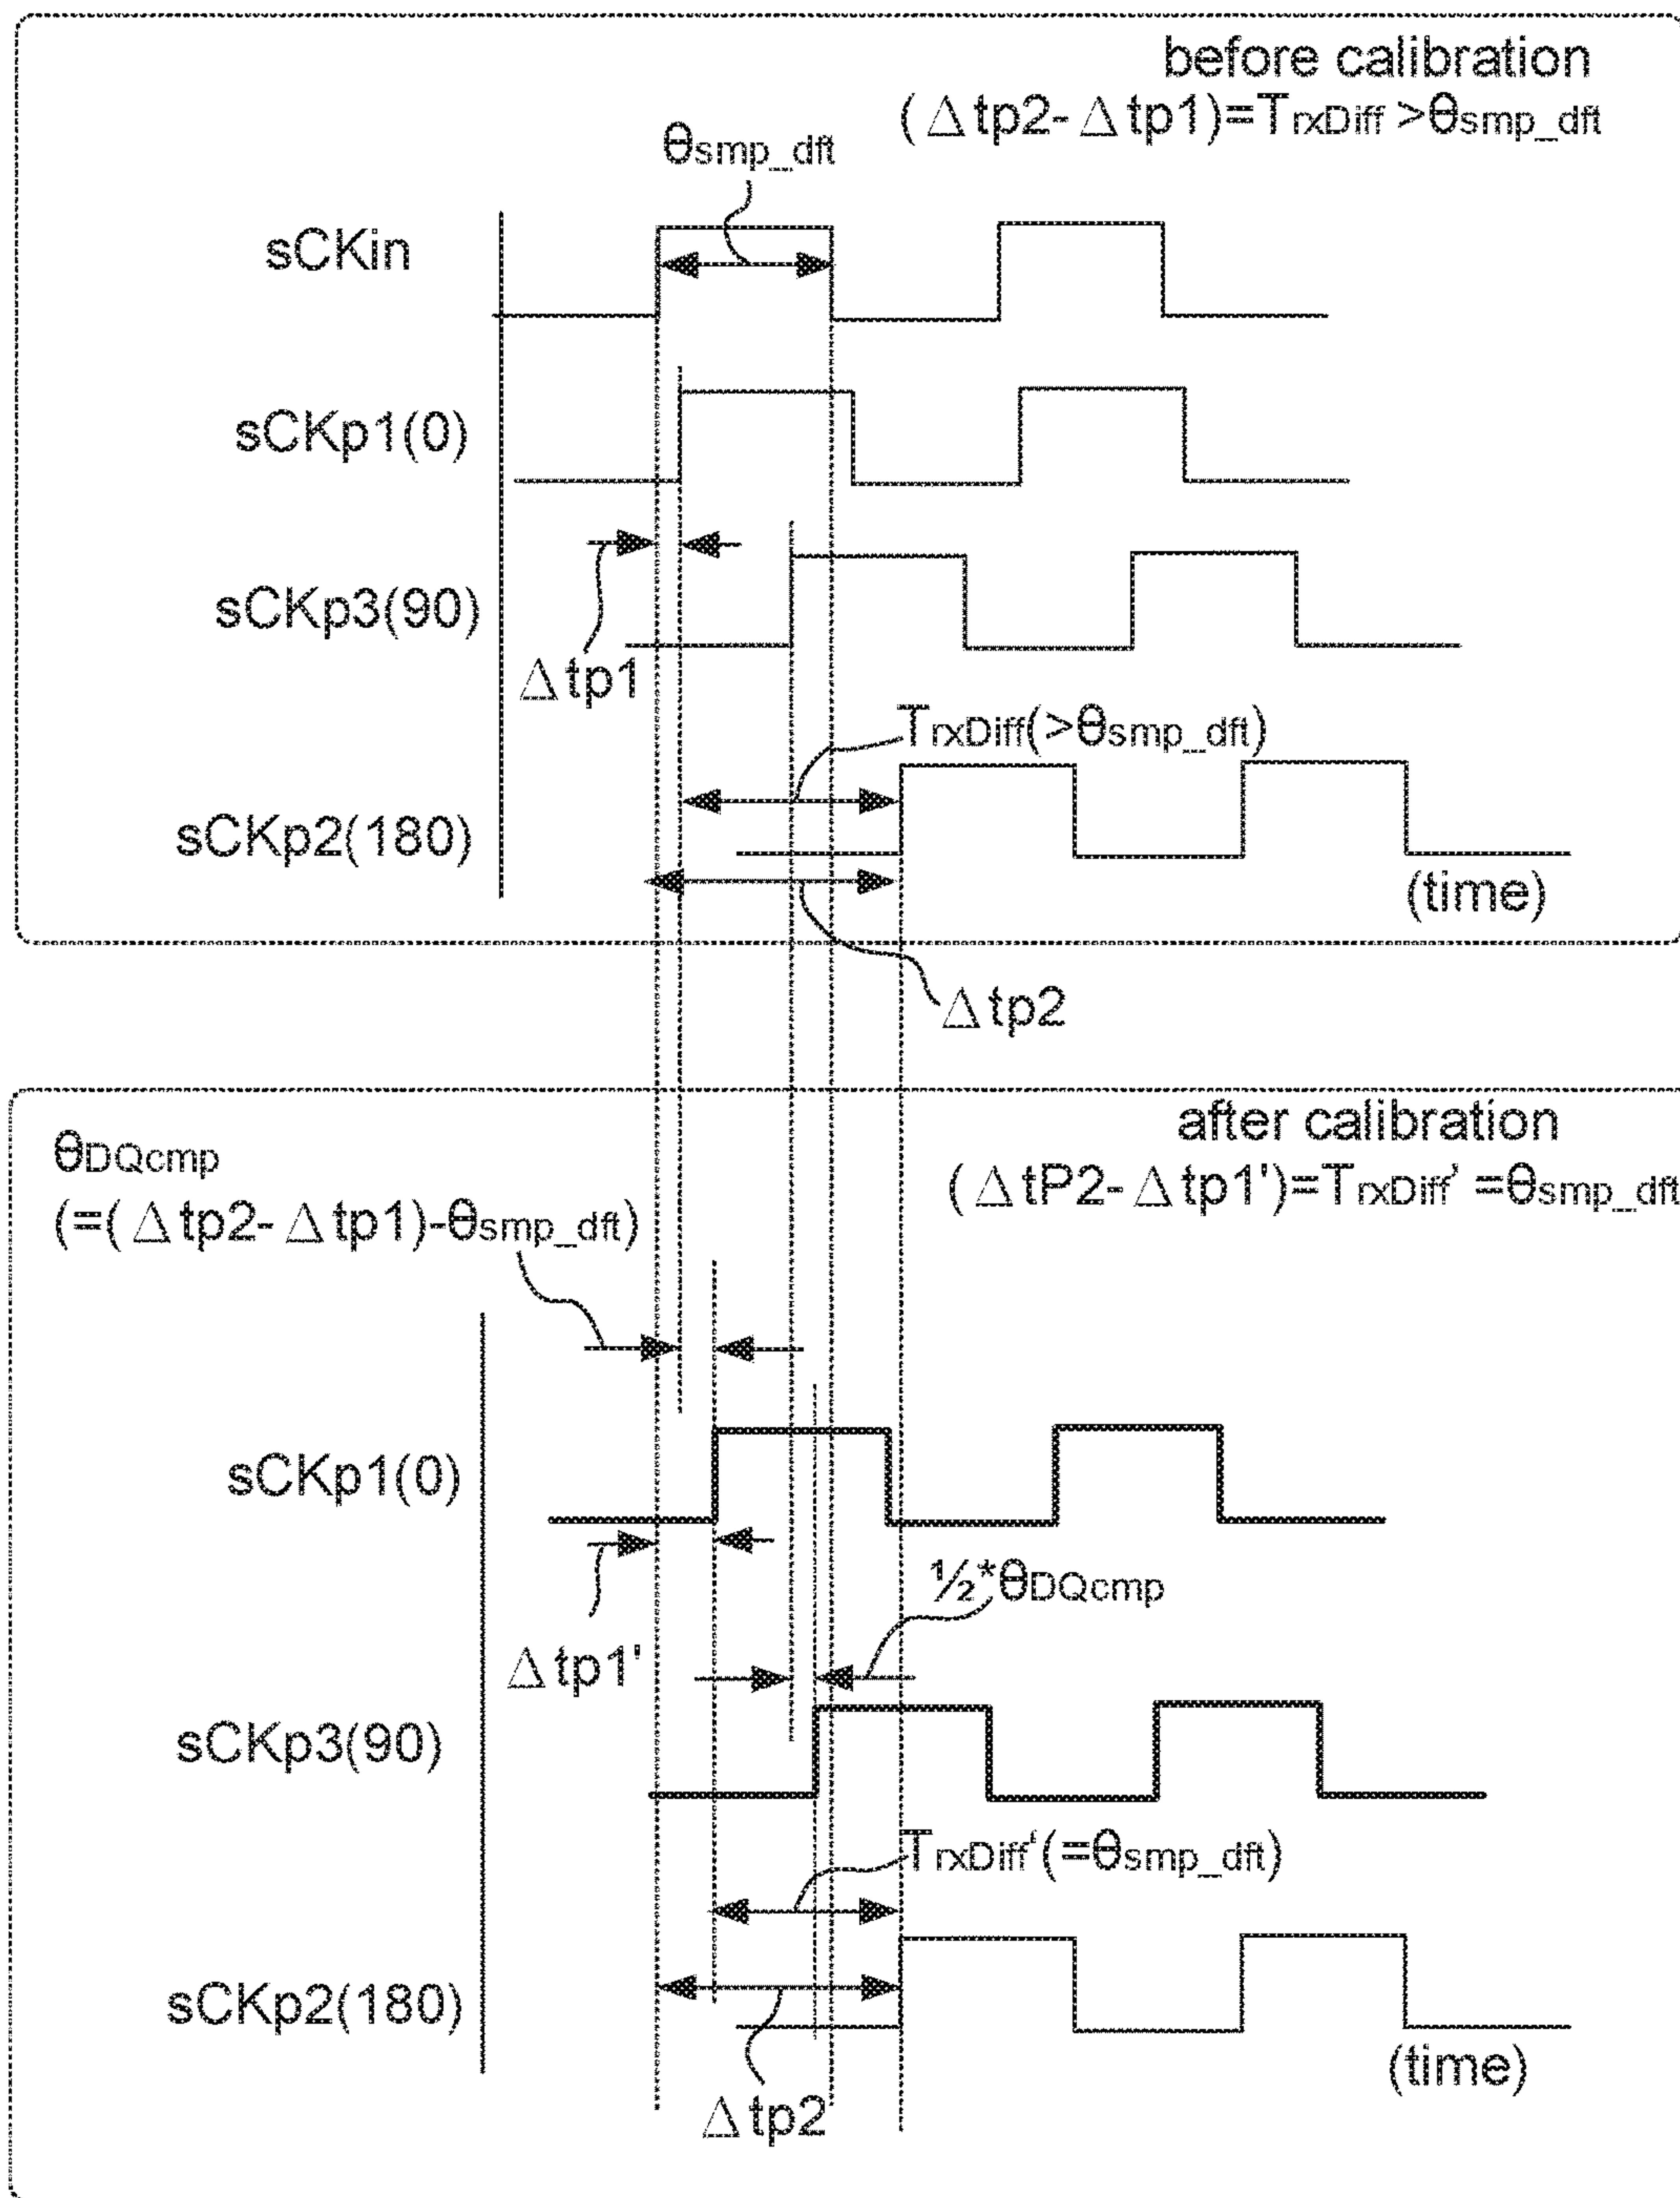 before calibration
(Δtp2-Δtp1)=TrxDiff >θsmp_dft
θsmp_dft
sCKin
sCKp1(0)
sCKp3(90)
Δtp1
TrxDiff(>θsmp_dft)
sCKp2(180)
(time)
Δtp2
after calibration
(ΔtP2-Δtp1')=TrxDiff' =θsmp_dft
θDQcmp
(=(Δtp2-Δtp1)-θsmp_dft)
sCKp1(0)
½*θDQcmp
Δtp1'
sCKp3(90)
TrxDiff'(=θsmp_dft)
sCKp2(180)
(time)
Δtp2